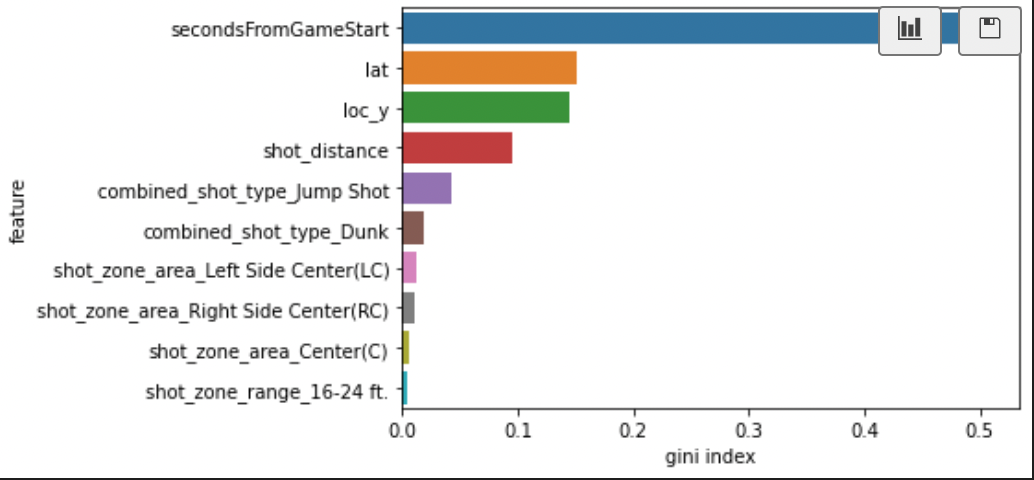 secondsFromGameStart
lat
loc_y
shot_distance
combined_shot_type_Jump Shot
combined_shot_type_Dunk
shot_zone_area_Left Side Center(LC)
shot_zone_area_Right Side Center(RC)
shot_zone_area_Center(C)
shot_zone_range_16-24 ft.
feature
0.0 0.1 0.2 0.3 0.4 0.5
gini index